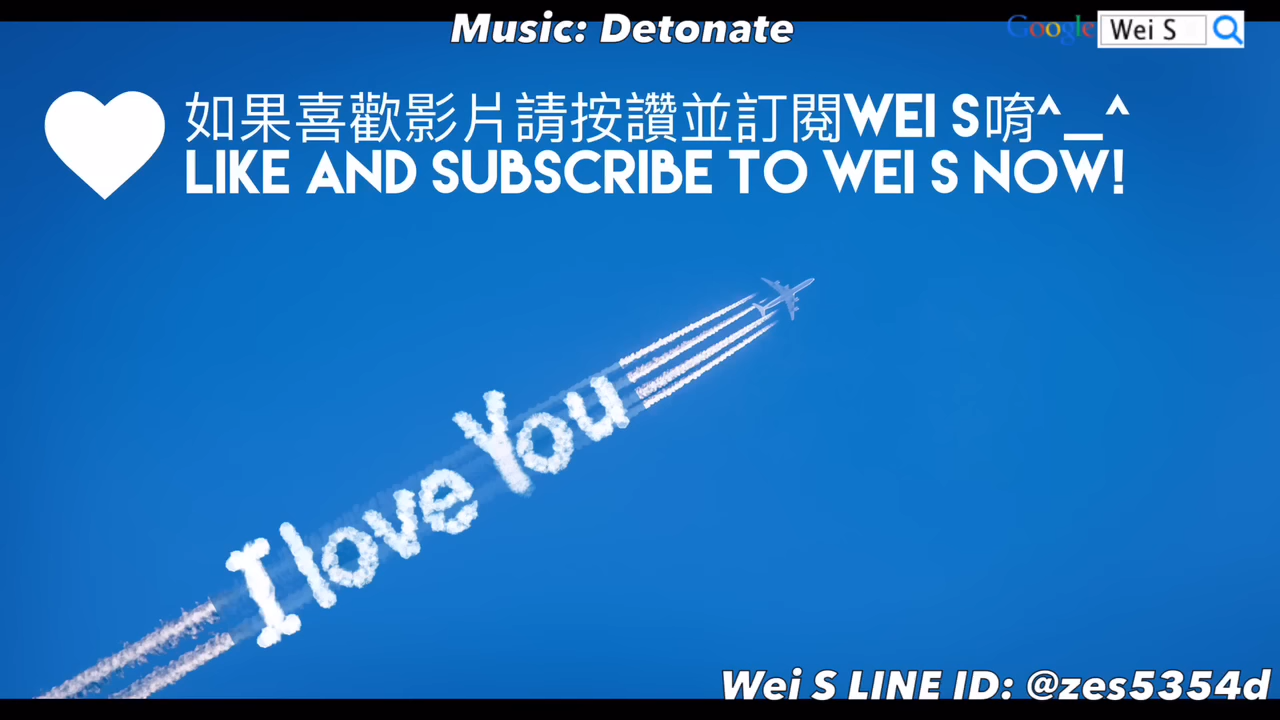 Music: Detonate
Google Wei S
如果喜歡影片請按讚並訂閱WEI S唷^_^
LIKE AND SUBSCRIBE TO WEI S NOW!
I love You
Wei S LINE ID: @zes5354d